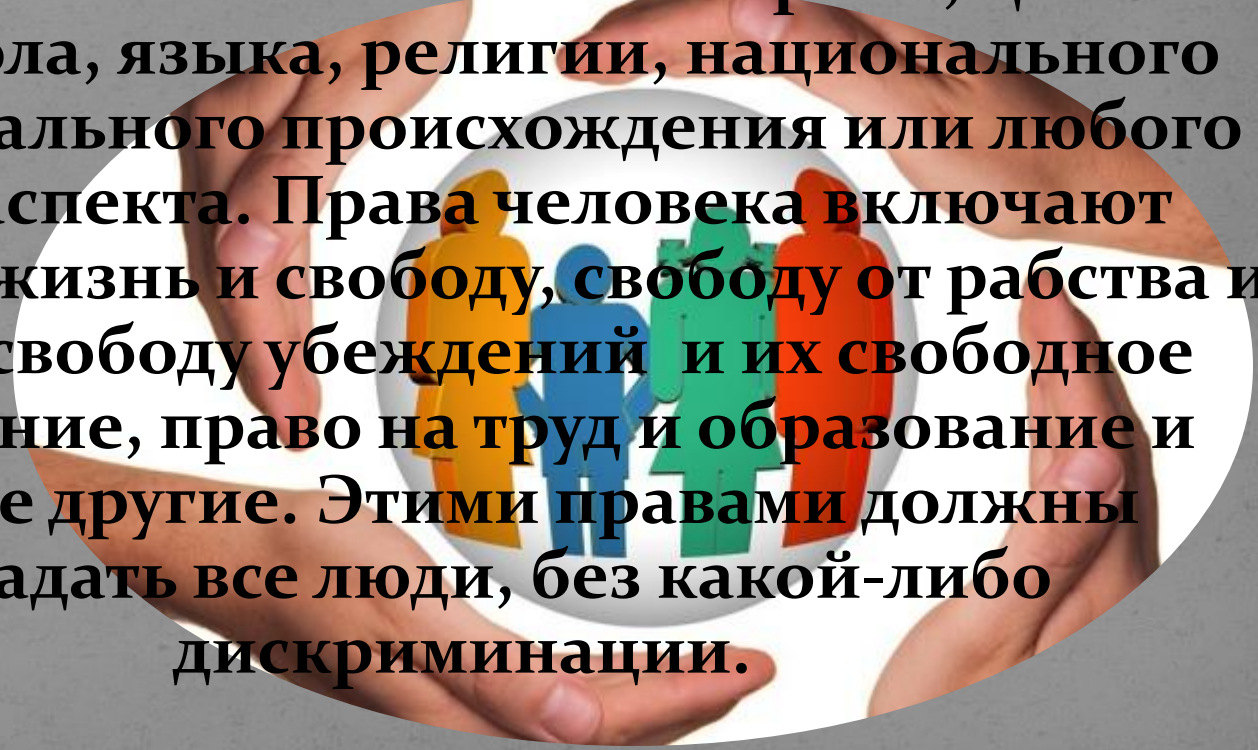 ола, языка, религии, национального
ального происхождения или любого
аспекта. Права человека включают
жизнь и свободу, свободу от рабства и
свободу убеждений и их свободное
ние, право на труд и образование и
е другие. Этими правами должны
адать все люди, без какой-либо
дискриминации.